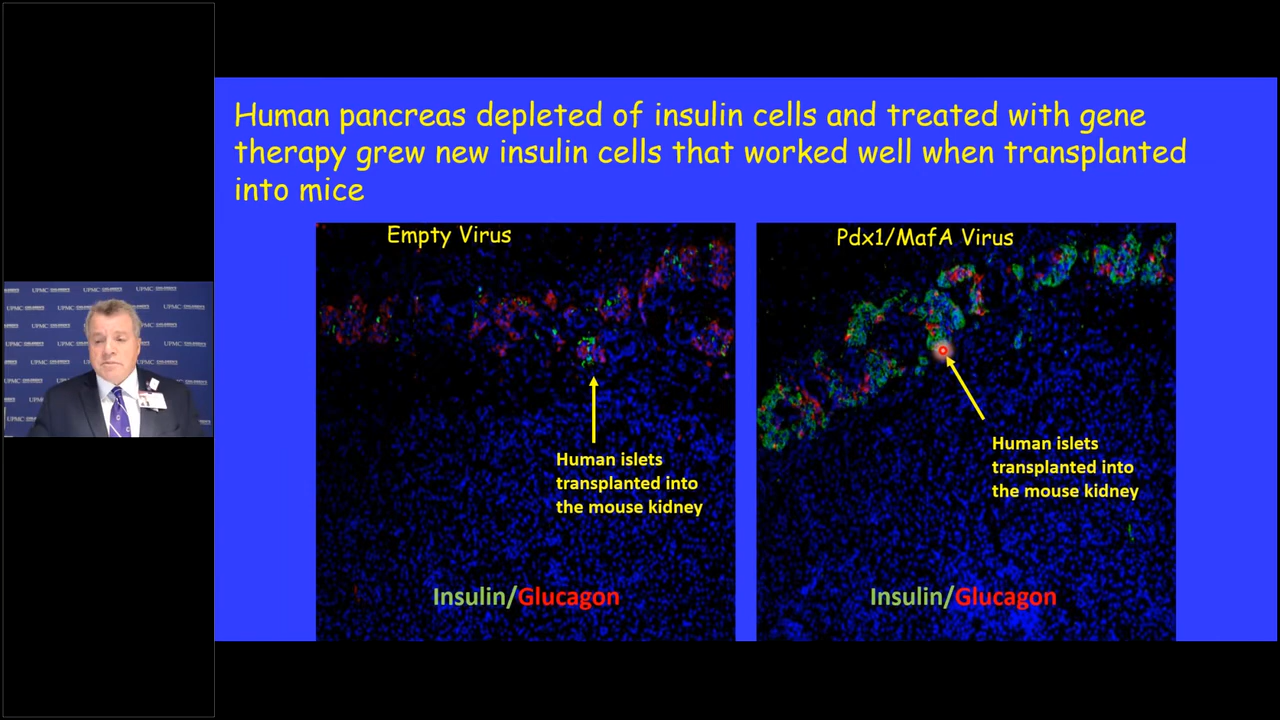 Human pancreas depleted of insulin cells and treated with gene
therapy grew new insulin cells that worked well when transplanted
into mice
Empty Virus
Pdx1/MafA Virus
Human islets
transplanted into
the mouse kidney
Human islets
transplanted into
the mouse kidney
Insulin/Glucagon
Insulin/Glucagon
UPMC